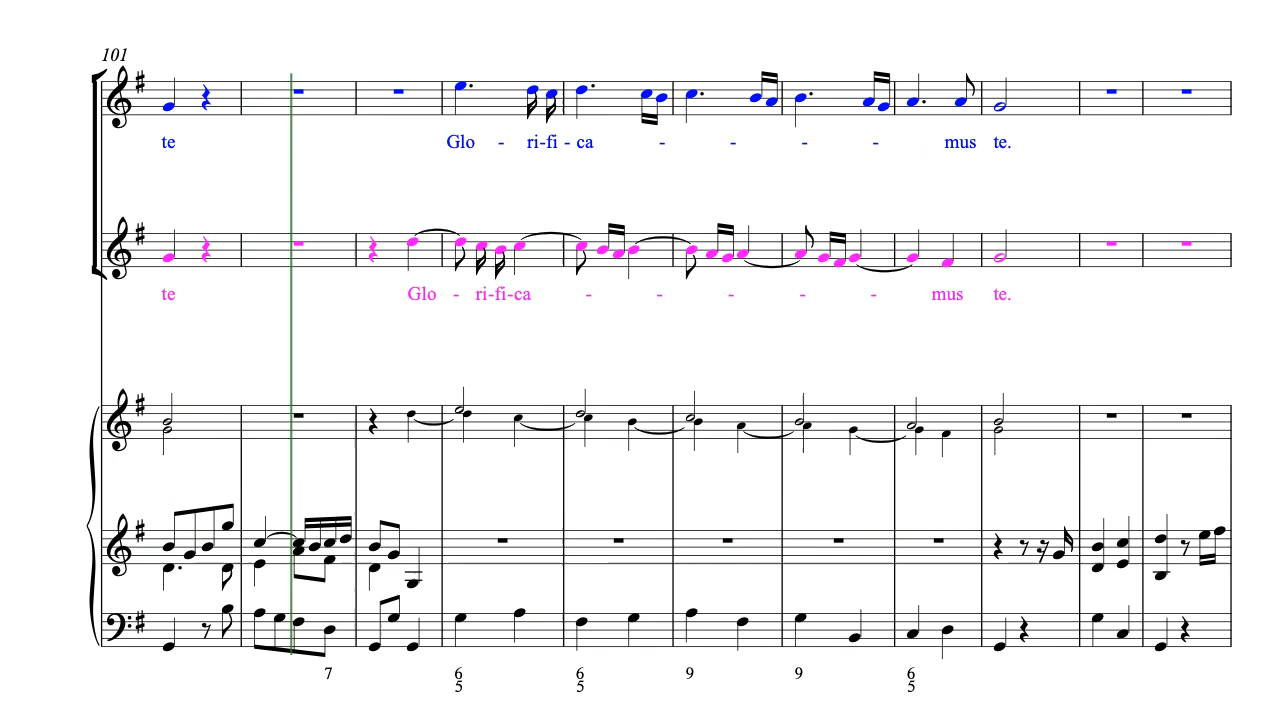 101
te Glo - ri-fi - ca - - - - mus te.
te Glo - ri-fi-ca - - - - - mus te.
7 6 6 9 9 6
5 5 5